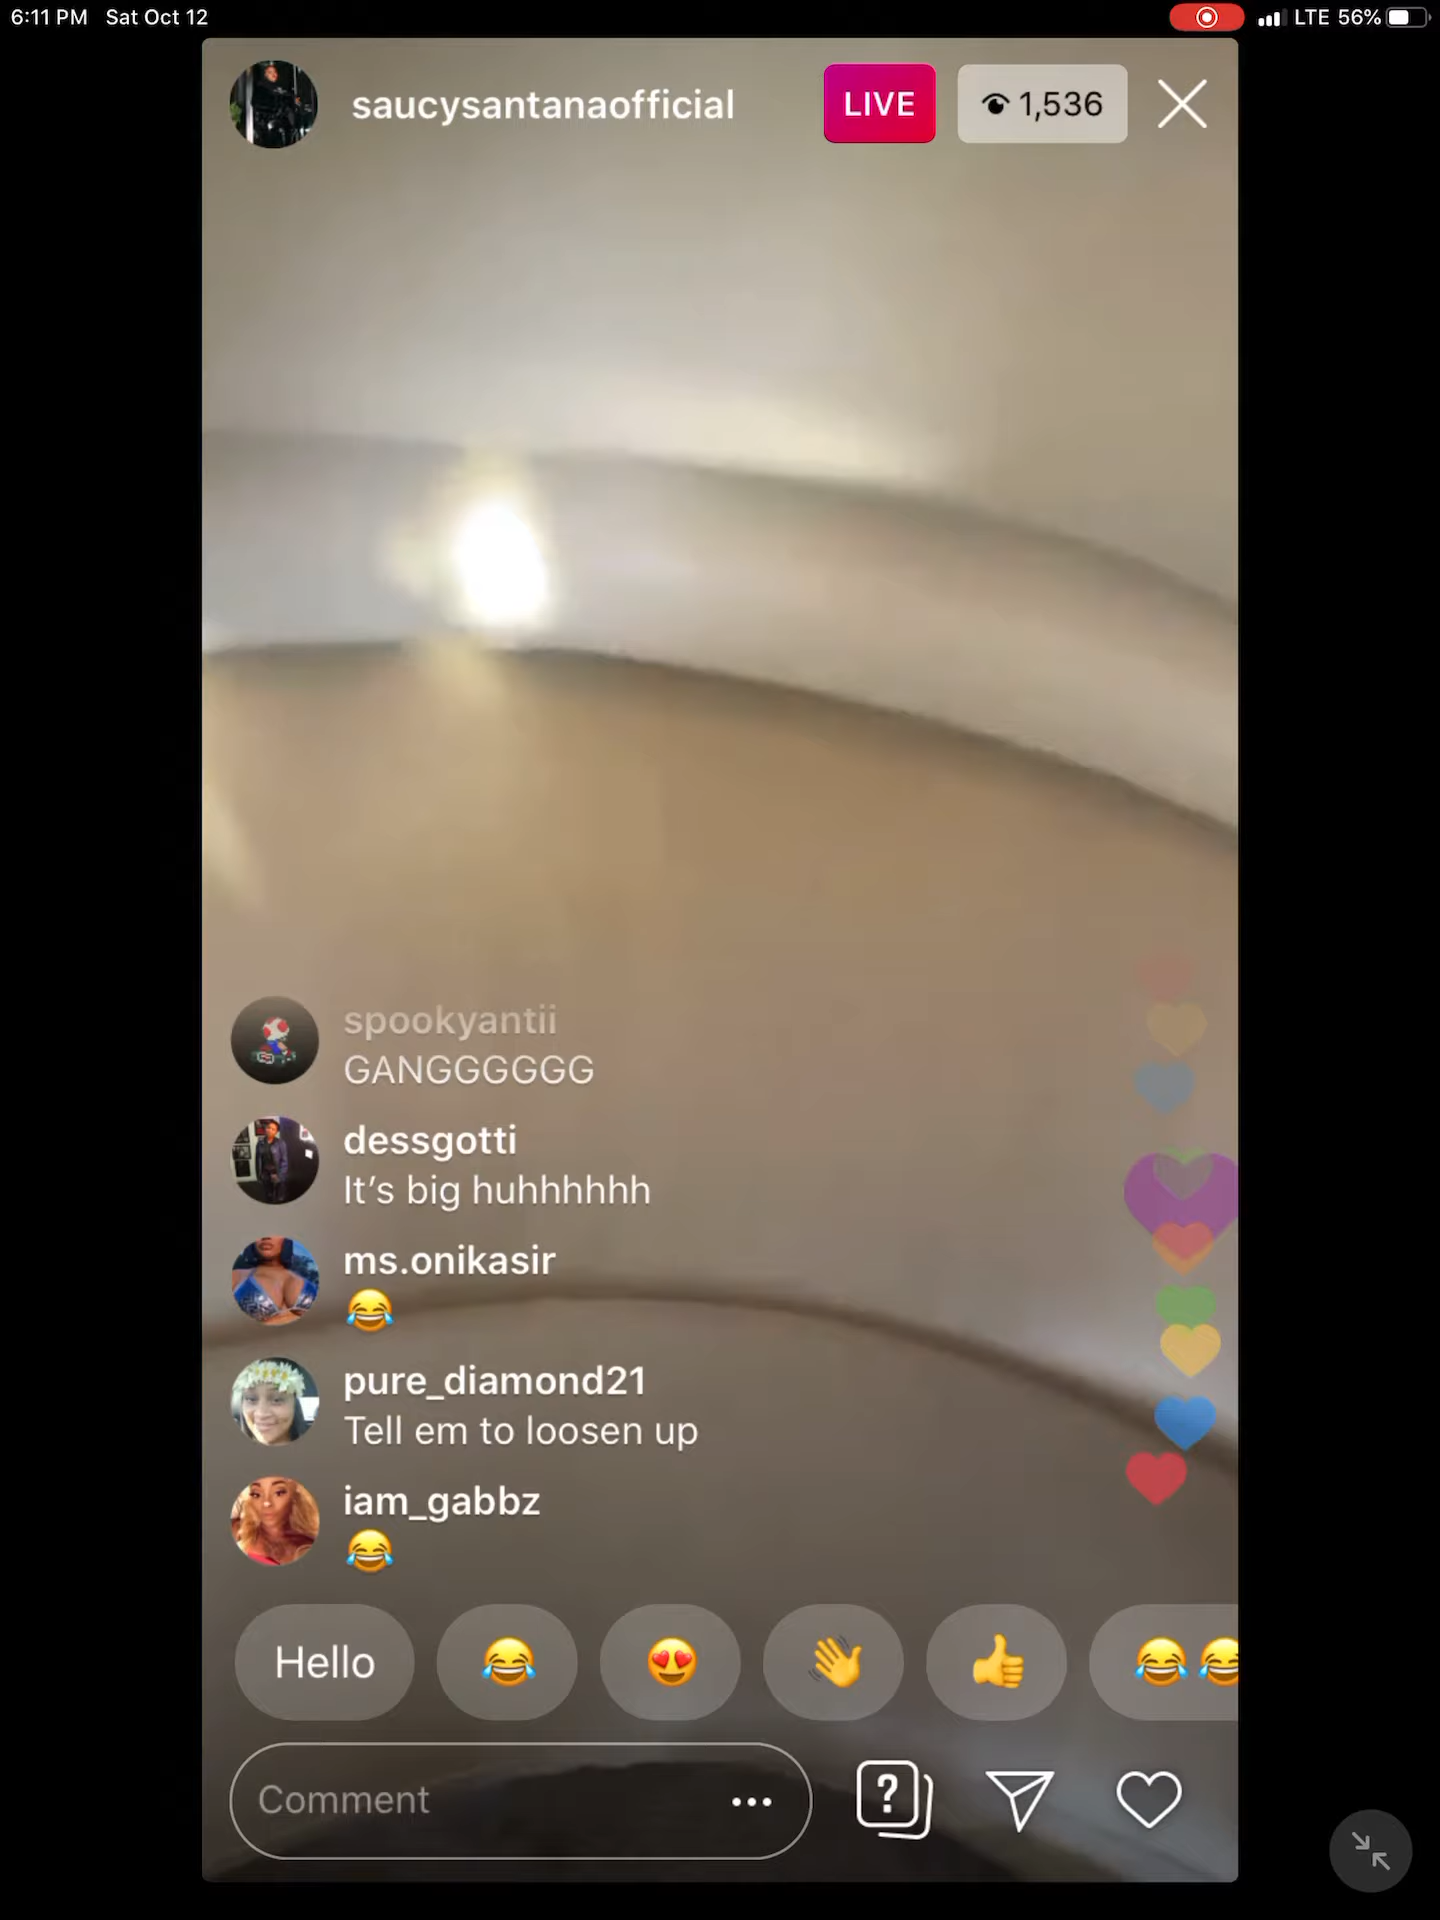 6:11 PM Sat Oct 12
LTE 56%
saucysantanaofficial
LIVE
1,536
spookyantii
GANGGGGGG
dessgotti
It's big huhhhhhh
ms.onikasir
😂
pure_diamond21
Tell em to loosen up
iam_gabbz
😂
Hello 😂 😍 👋 👍 😂😂
Comment
?